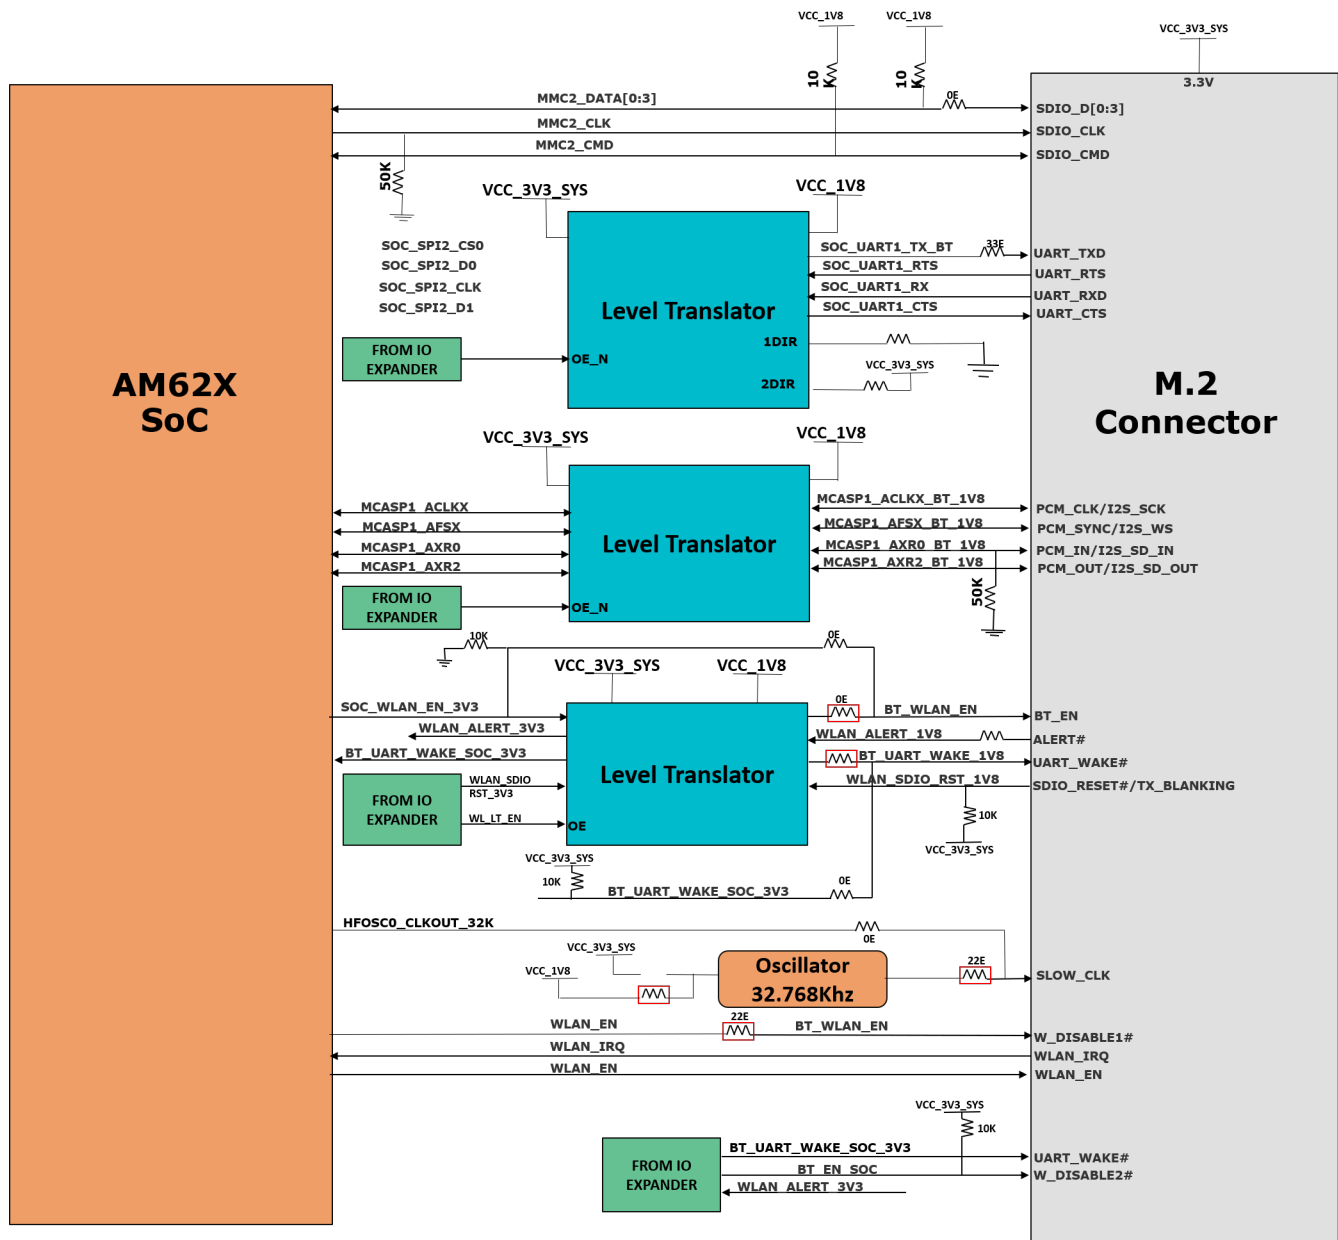 VCC_1V8
VCC_1V8
VCC_3V3_SYS
10
K
10
K
3.3V
MMC2_DATA[0:3]
0E
SDIO_D[0:3]
MMC2_CLK
SDIO_CLK
MMC2_CMD
SDIO_CMD
50K
VCC_3V3_SYS
VCC_1V8
SOC_SPI2_CS0
SOC_SPI2_D0
SOC_SPI2_CLK
SOC_SPI2_D1
Level Translator
SOC_UART1_TX_BT
33E
UART_TXD
SOC_UART1_RTS
UART_RTS
SOC_UART1_RX
UART_RXD
SOC_UART1_CTS
UART_CTS
1DIR
FROM IO
EXPANDER
OE_N
VCC_3V3_SYS
2DIR
AM62X
SoC
M.2
Connector
VCC_3V3_SYS
VCC_1V8
MCASP1_ACLKX
MCASP1_AFSX
MCASP1_AXR0
MCASP1_AXR2
Level Translator
MCASP1_ACLKX_BT_1V8
PCM_CLK/I2S_SCK
MCASP1_AFSX_BT_1V8
PCM_SYNC/I2S_WS
MCASP1_AXR0_BT_1V8
PCM_IN/I2S_SD_IN
MCASP1_AXR2_BT_1V8
PCM_OUT/I2S_SD_OUT
50K
FROM IO
EXPANDER
OE_N
10K
0E
VCC_3V3_SYS
VCC_1V8
SOC_WLAN_EN_3V3
0E
BT_WLAN_EN
BT_EN
WLAN_ALERT_3V3
WLAN_ALERT_1V8
ALERT#
BT_UART_WAKE_SOC_3V3
BT_UART_WAKE_1V8
UART_WAKE#
Level Translator
WLAN_SDIO
RST_3V3
WLAN_SDIO_RST_1V8
SDIO_RESET#/TX_BLANKING
FROM IO
EXPANDER
WL_LT_EN
OE
10K
VCC_3V3_SYS
VCC_3V3_SYS
10K
BT_UART_WAKE_SOC_3V3
0E
HFOSC0_CLKOUT_32K
0E
VCC_3V3_SYS
VCC_1V8
Oscillator
32.768Khz
22E
SLOW_CLK
WLAN_EN
22E
BT_WLAN_EN
W_DISABLE1#
WLAN_IRQ
WLAN_IRQ
WLAN_EN
WLAN_EN
VCC_3V3_SYS
10K
FROM IO
EXPANDER
BT_UART_WAKE_SOC_3V3
UART_WAKE#
BT_EN_SOC
W_DISABLE2#
WLAN_ALERT_3V3